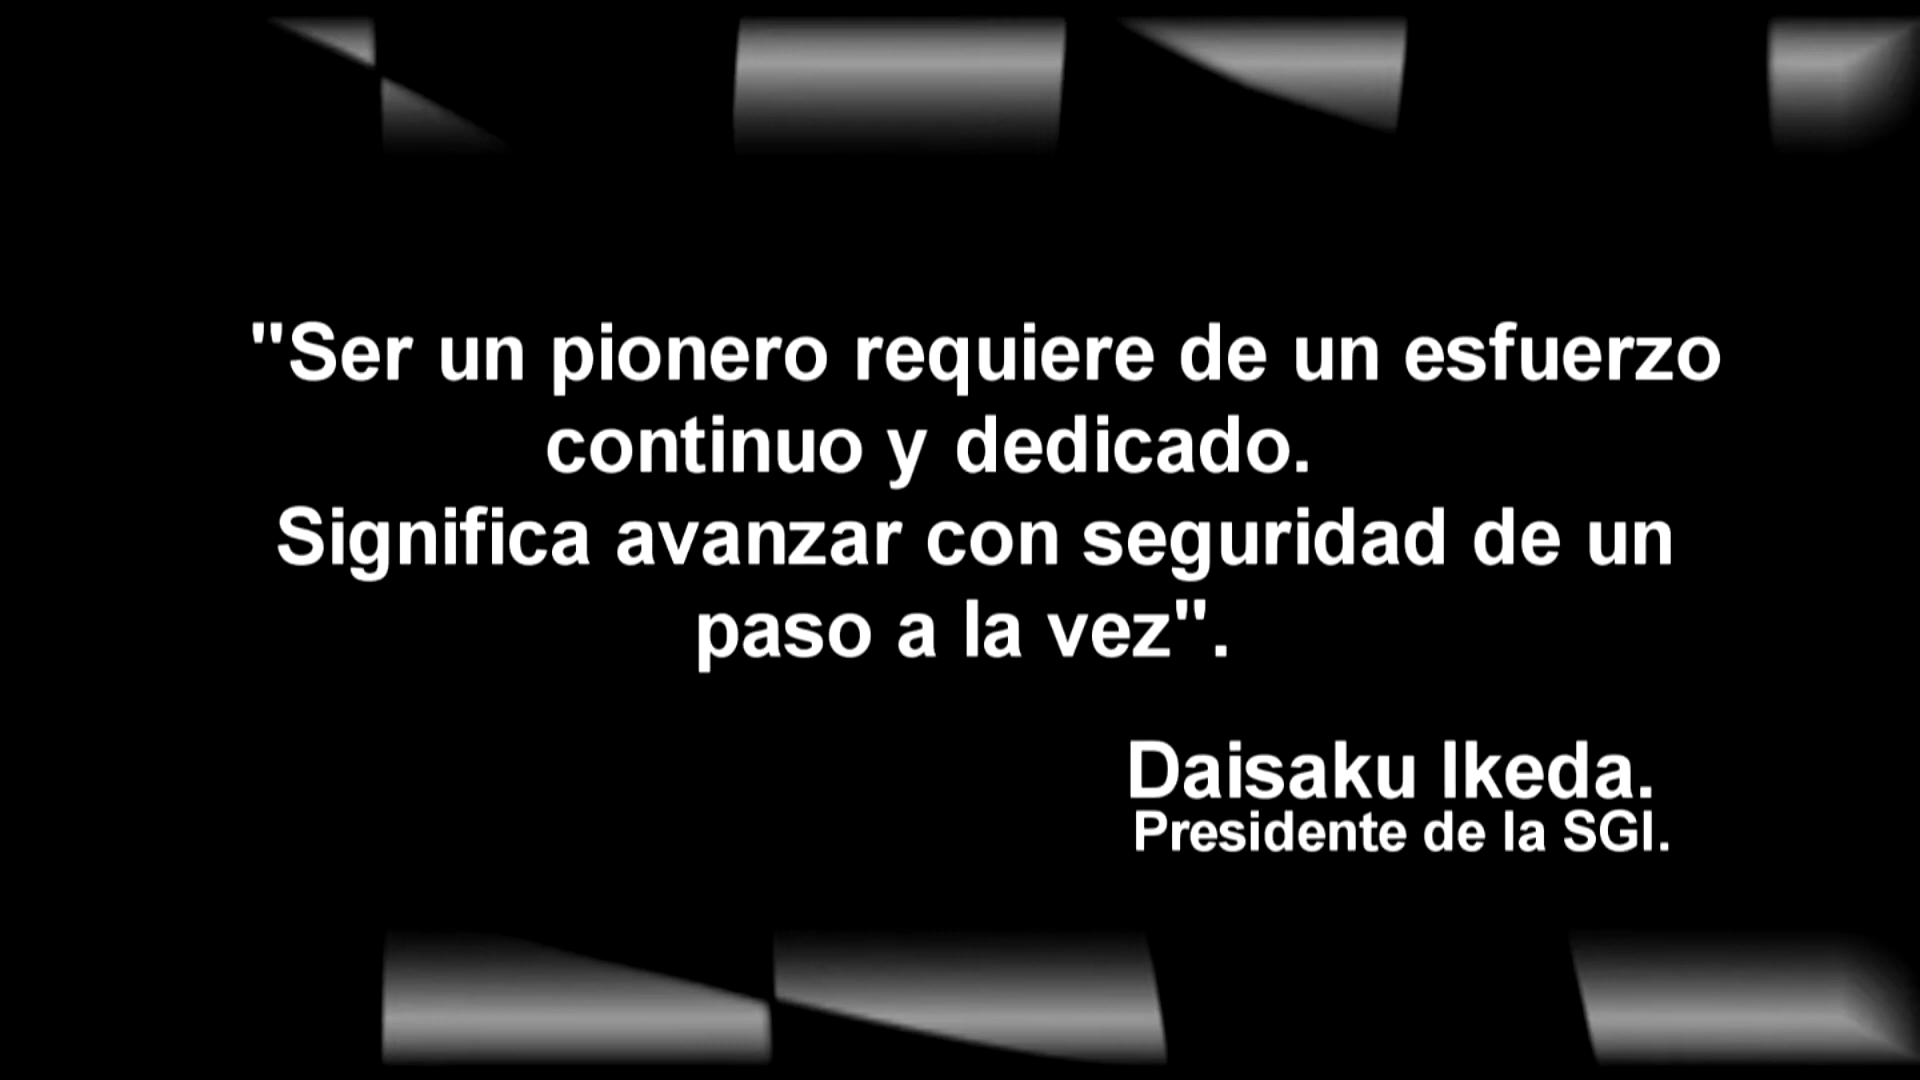 "Ser un pionero requiere de un esfuerzo
continuo y dedicado.
Significa avanzar con seguridad de un
paso a la vez".
Daisaku Ikeda.
Presidente de la SGI.